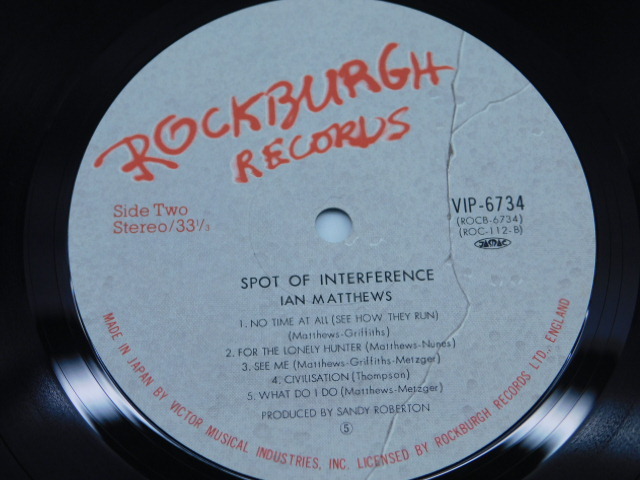 ROCKBURGH
RECORDS
Side Two
Stereo/33 1/3
VIP-6734
(ROCB-6734)
(ROC-112-B)
JASRAC
SPOT OF INTERFERENCE
IAN MATTHEWS
1. NO TIME AT ALL (SEE HOW THEY RUN)
(Matthews-Griffiths)
2. FOR THE LONELY HUNTER (Matthews-Nunes)
3. SEE ME (Matthews-Griffiths-Metzger)
4. CIVILISATION (Thompson)
5. WHAT DO I DO (Matthews-Metzger)
PRODUCED BY SANDY ROBERTON
⑤
MADE IN JAPAN BY VICTOR MUSICAL INDUSTRIES, INC. LICENSED BY ROCKBURGH RECORDS LTD., ENGLAND